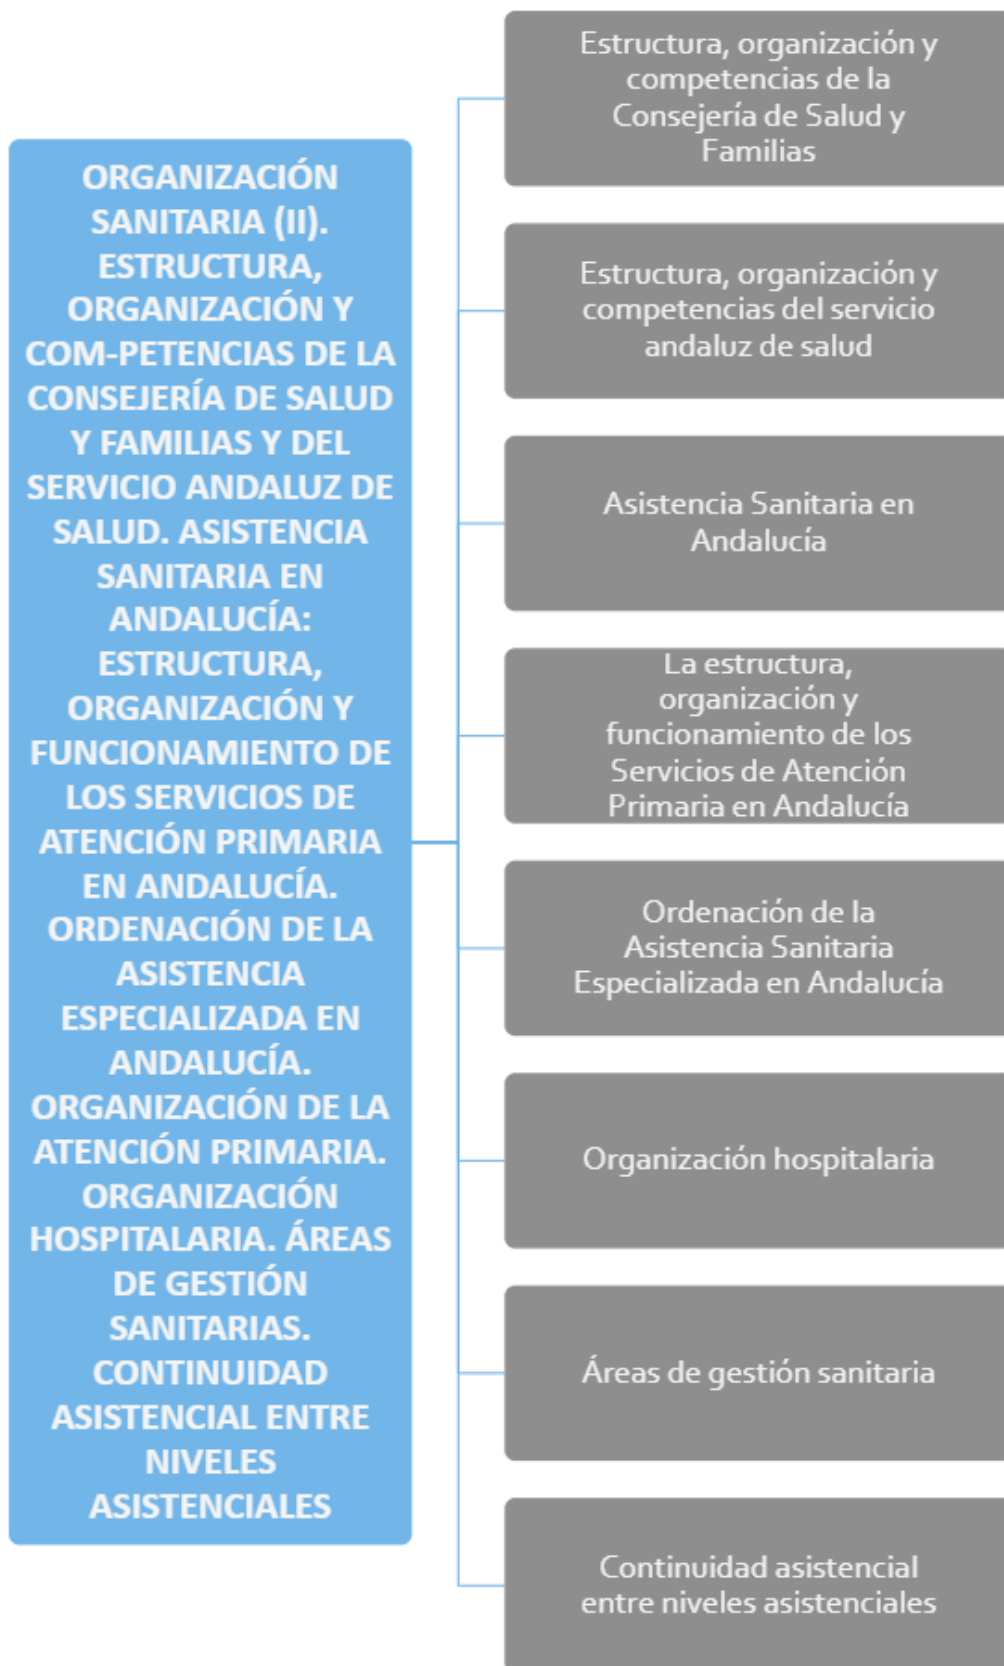 ORGANIZACIÓN
SANITARIA (II).
ESTRUCTURA,
ORGANIZACIÓN Y
COM-PETENCIAS DE LA
CONSEJERÍA DE SALUD
Y FAMILIAS Y DEL
SERVICIO ANDALUZ DE
SALUD. ASISTENCIA
SANITARIA EN
ANDALUCÍA:
ESTRUCTURA,
ORGANIZACIÓN Y
FUNCIONAMIENTO DE
LOS SERVICIOS DE
ATENCIÓN PRIMARIA
EN ANDALUCÍA.
ORDENACIÓN DE LA
ASISTENCIA
ESPECIALIZADA EN
ANDALUCÍA.
ORGANIZACIÓN DE LA
ATENCIÓN PRIMARIA.
ORGANIZACIÓN
HOSPITALARIA. ÁREAS
DE GESTIÓN
SANITARIAS.
CONTINUIDAD
ASISTENCIAL ENTRE
NIVELES
ASISTENCIALES
Estructura, organización y
competencias de la
Consejería de Salud y
Familias
Estructura, organización y
competencias del servicio
andaluz de salud
Asistencia Sanitaria en
Andalucía
La estructura,
organización y
funcionamiento de los
Servicios de Atención
Primaria en Andalucía
Ordenación de la
Asistencia Sanitaria
Especializada en Andalucía
Organización hospitalaria
Áreas de gestión sanitaria
Continuidad asistencial
entre niveles asistenciales